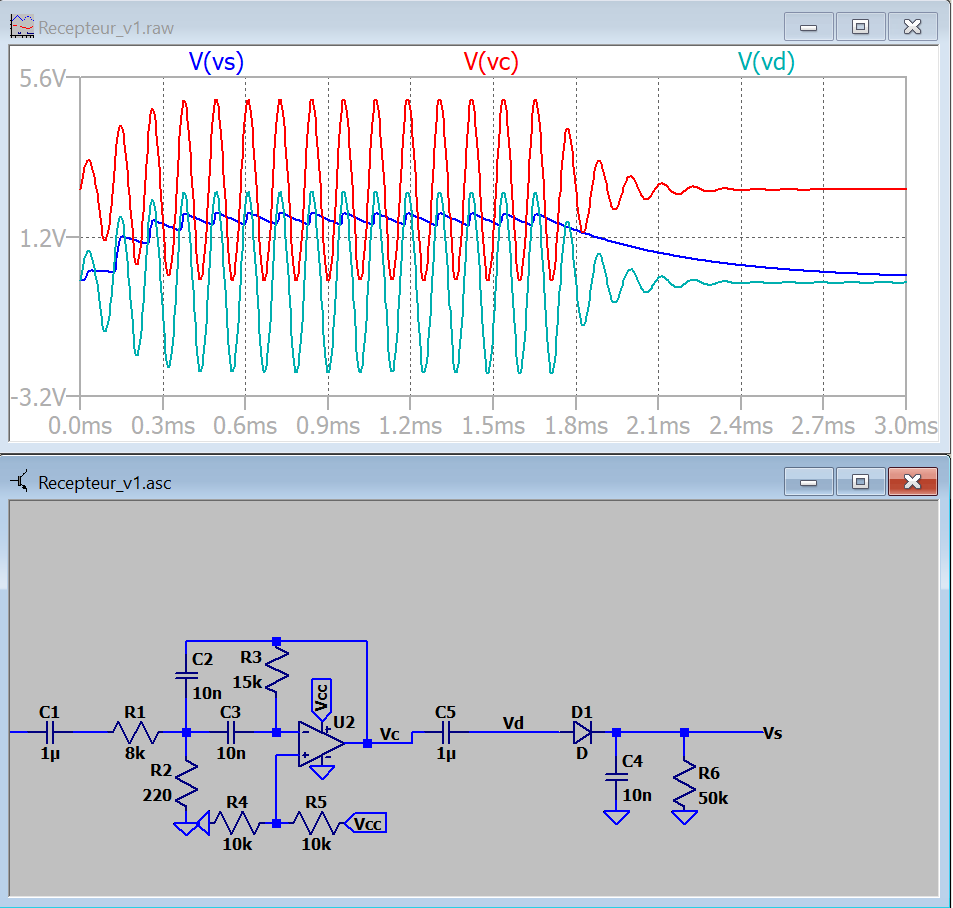 Recepteur_v1.raw
V(vs) V(vc) V(vd)
5.6V
1.2V
-3.2V
0.0ms 0.3ms 0.6ms 0.9ms 1.2ms 1.5ms 1.8ms 2.1ms 2.4ms 2.7ms 3.0ms
Recepteur_v1.asc
C2 R3
15k Vcc
10n
C1 R1 C3 U2 C5 Vd D1
Vc Vs
1µ 8k 10n 1µ D
R2 C4
220 R6
10n 50k
R4 R5
Vcc
10k 10k